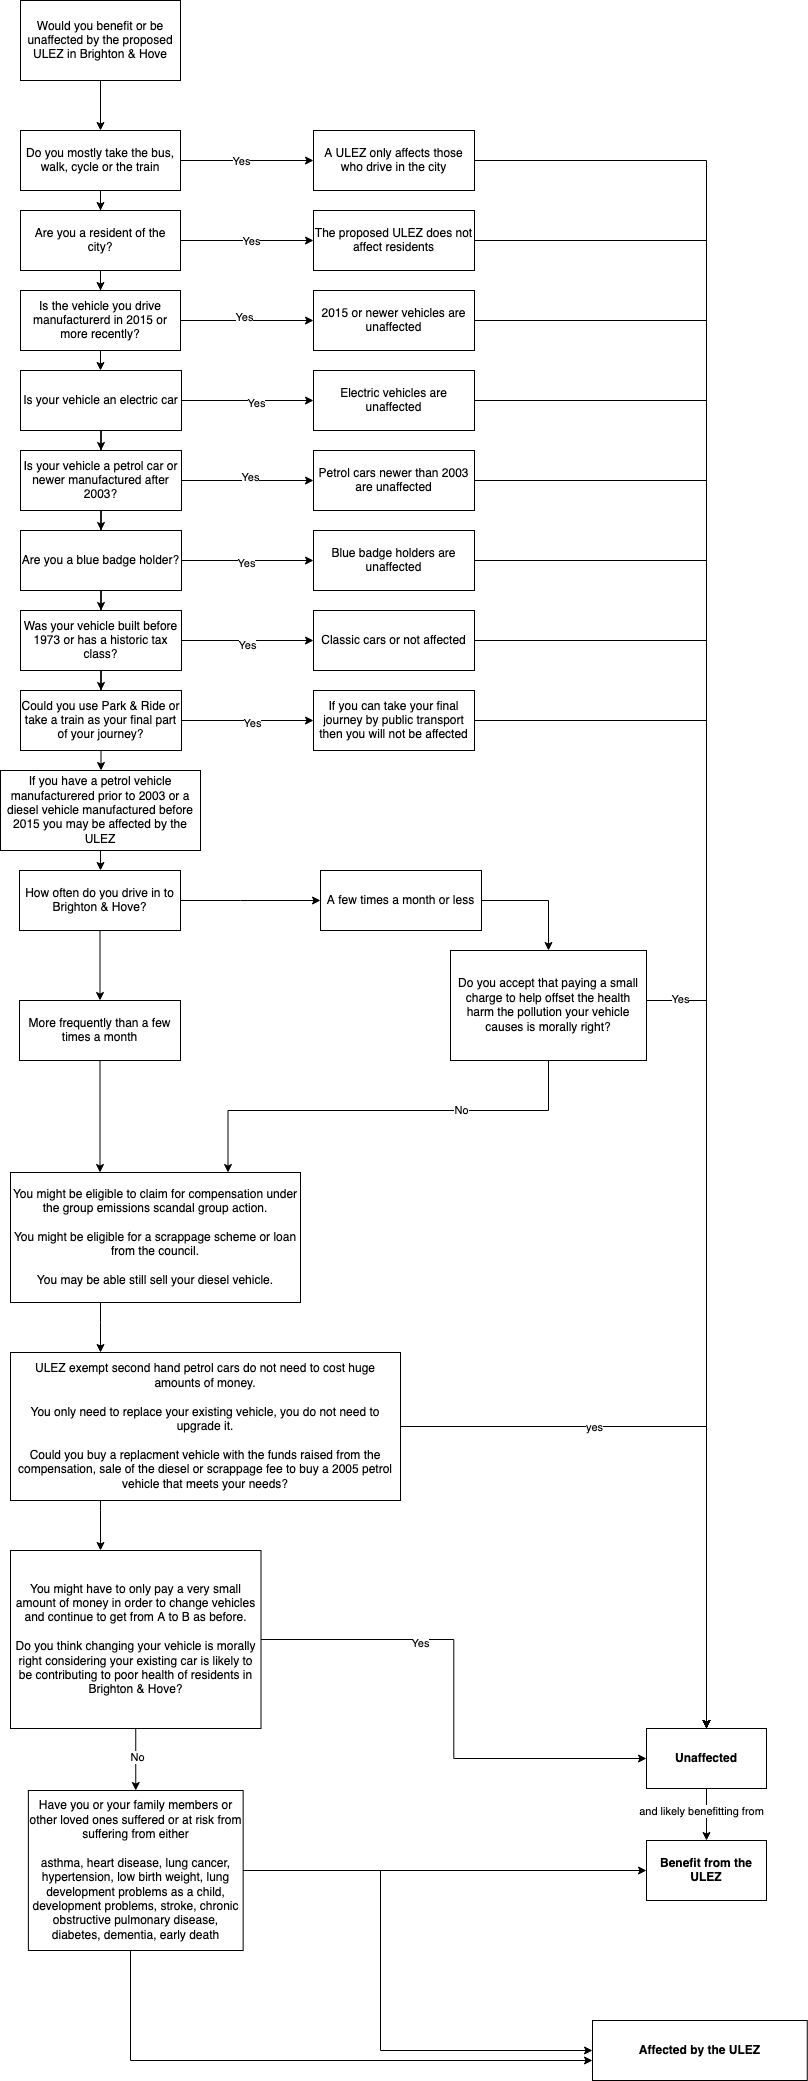 Would you benefit or be
unaffected by the proposed
ULEZ in Brighton & Hove
Do you mostly take the bus,
walk, cycle or the train
Yes
A ULEZ only affects those
who drive in the city
Are you a resident of the
city?
Yes
The proposed ULEZ does not
affect residents
Is the vehicle you drive
manufacturerd in 2015 or
more recently?
Yes
2015 or newer vehicles are
unaffected
Is your vehicle an electric car
Yes
Electric vehicles are
unaffected
Is your vehicle a petrol car or
newer manufactured after
2003?
Yes
Petrol cars newer than 2003
are unaffected
Are you a blue badge holder?
Yes
Blue badge holders are
unaffected
Was your vehicle built before
1973 or has a historic tax
class?
Yes
Classic cars or not affected
Could you use Park & Ride or
take a train as your final part
of your journey?
Yes
If you can take your final
journey by public transport
then you will not be affected
If you have a petrol vehicle
manufacturered prior to 2003 or a
diesel vehicle manufactured before
2015 you may be affected by the
ULEZ
How often do you drive in to
Brighton & Hove?
A few times a month or less
Do you accept that paying a small
charge to help offset the health
harm the pollution your vehicle
causes is morally right?
Yes
More frequently than a few
times a month
No
You might be eligible to claim for compensation under
the group emissions scandal group action.
You might be eligible for a scrappage scheme or loan
from the council.
You may be able still sell your diesel vehicle.
ULEZ exempt second hand petrol cars do not need to cost huge
amounts of money.
You only need to replace your existing vehicle, you do not need to
upgrade it.
Could you buy a replacment vehicle with the funds raised from the
compensation, sale of the diesel or scrappage fee to buy a 2005 petrol
vehicle that meets your needs?
yes
You might have to only pay a very small
amount of money in order to change vehicles
and continue to get from A to B as before.
Do you think changing your vehicle is morally
right considering your existing car is likely to
be contributing to poor health of residents in
Brighton & Hove?
Yes
No
Unaffected
and likely benefitting from
Benefit from the
ULEZ
Have you or your family members or
other loved ones suffered or at risk from
suffering from either
asthma, heart disease, lung cancer,
hypertension, low birth weight, lung
development problems as a child,
development problems, stroke, chronic
obstructive pulmonary disease,
diabetes, dementia, early death
Affected by the ULEZ